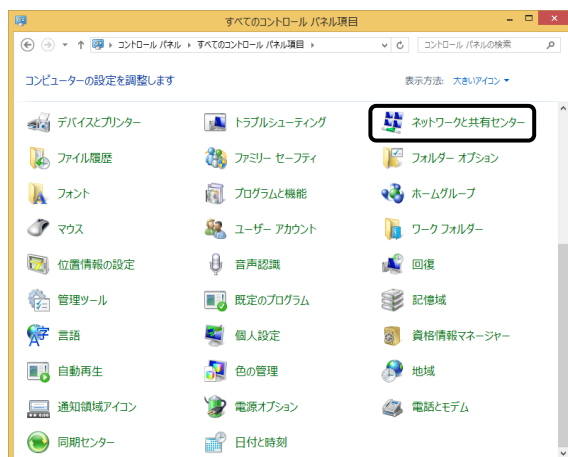 すべてのコントロール パネル項目
コントロール パネル ▸ すべてのコントロール パネル項目 ▸
コントロール パネルの検索
コンピューターの設定を調整します
表示方法: 大きいアイコン
デバイスとプリンター
トラブルシューティング
ネットワークと共有センター
ファイル履歴
ファミリー セーフティ
フォルダー オプション
フォント
プログラムと機能
ホームグループ
マウス
ユーザー アカウント
ワーク フォルダー
位置情報の設定
音声認識
回復
管理ツール
既定のプログラム
記憶域
言語
個人設定
資格情報マネージャー
自動再生
色の管理
地域
通知領域アイコン
電源オプション
電話とモデム
同期センター
日付と時刻